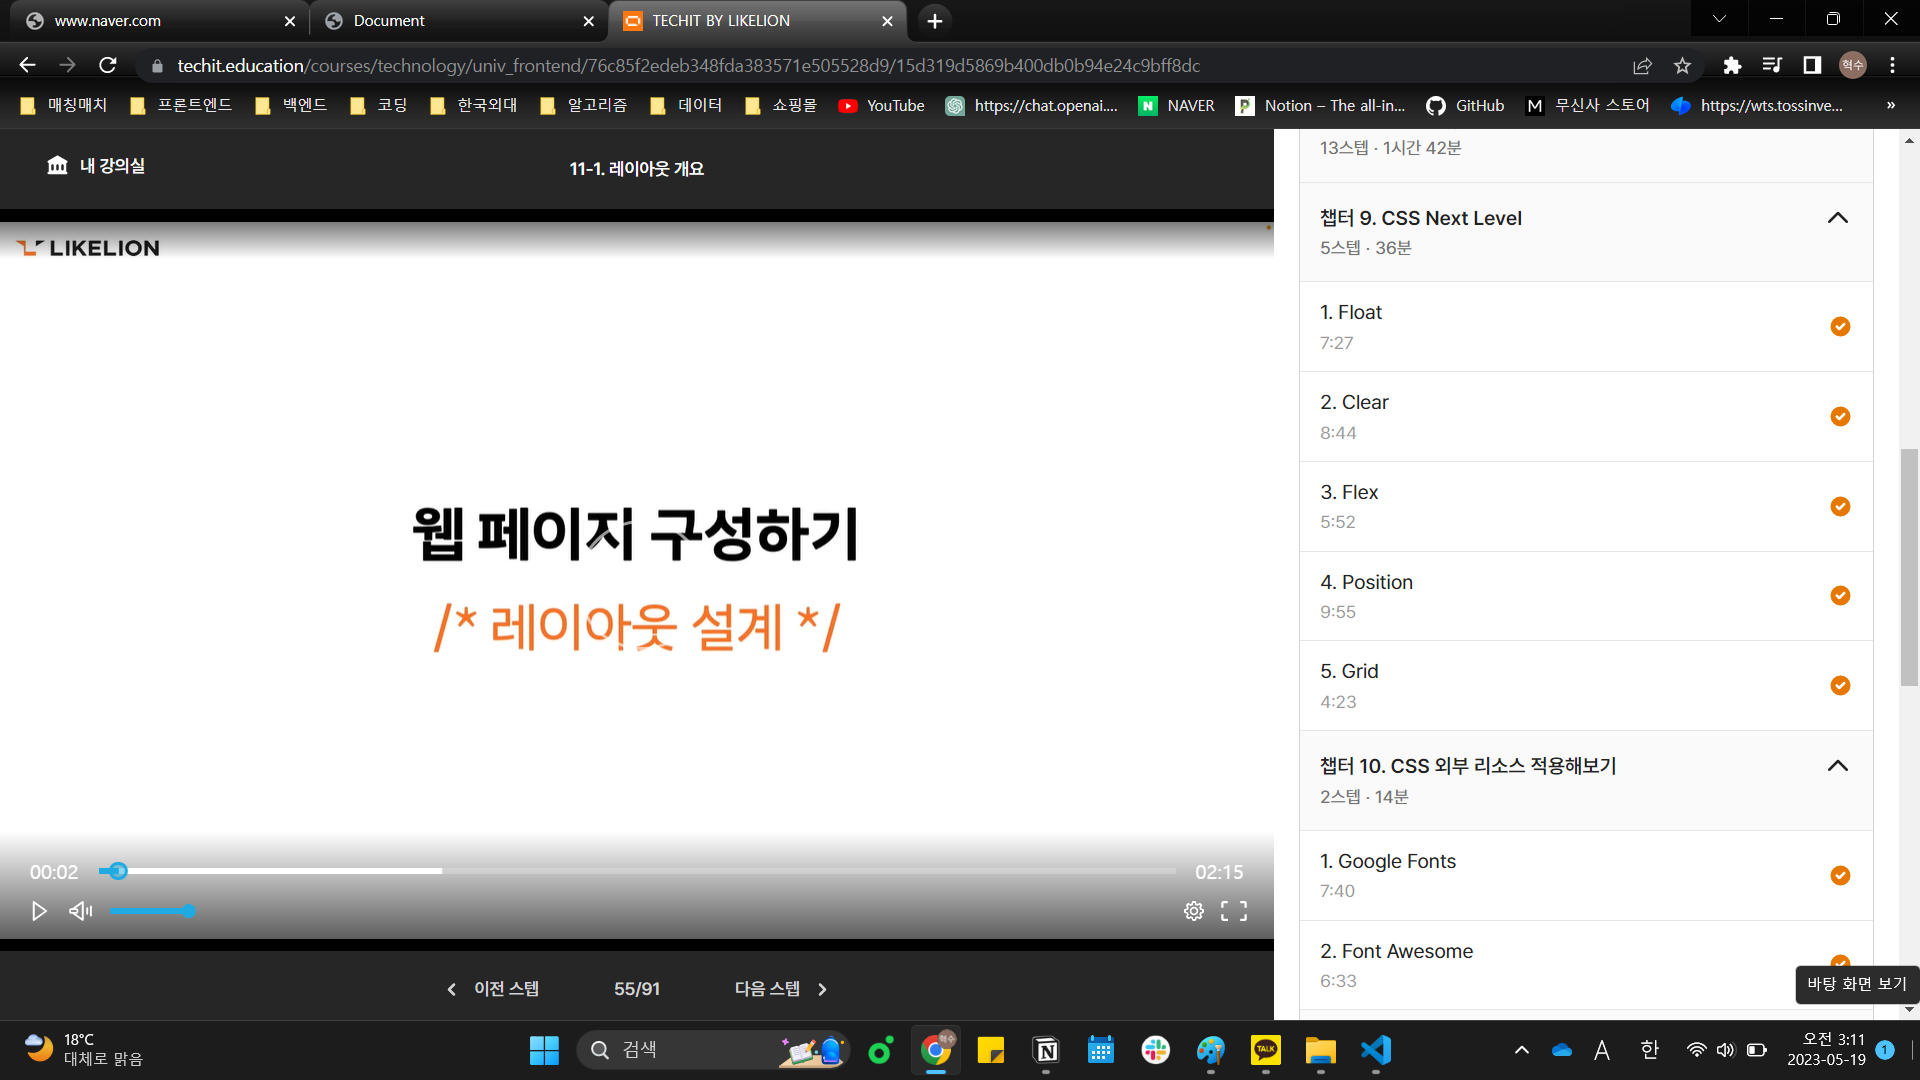 www.naver.com
Document
TECHIT BY LIKELION
techit.education/courses/technology/univ_frontend/76c85f2edeb348fda383571e505528d9/15d319d5869b400db0b94e24c9bff8dc
혁수
매칭매치
프론트엔드
백엔드
코딩
한국외대
알고리즘
데이터
쇼핑몰
YouTube
https://chat.openai....
NAVER
Notion – The all-in...
GitHub
무신사 스토어
https://wts.tossinve...
»
내 강의실
11-1. 레이아웃 개요
LIKELION
웹 페이지 구성하기
/* 레이아웃 설계 */
00:02
02:15
이전 스텝
55/91
다음 스텝
13스텝 · 1시간 42분
챕터 9. CSS Next Level
5스텝 · 36분
1. Float
7:27
2. Clear
8:44
3. Flex
5:52
4. Position
9:55
5. Grid
4:23
챕터 10. CSS 외부 리소스 적용해보기
2스텝 · 14분
1. Google Fonts
7:40
2. Font Awesome
6:33
바탕 화면 보기
18°C
대체로 맑음
검색
혁수
TALK
A
한
오전 3:11
2023-05-19
1